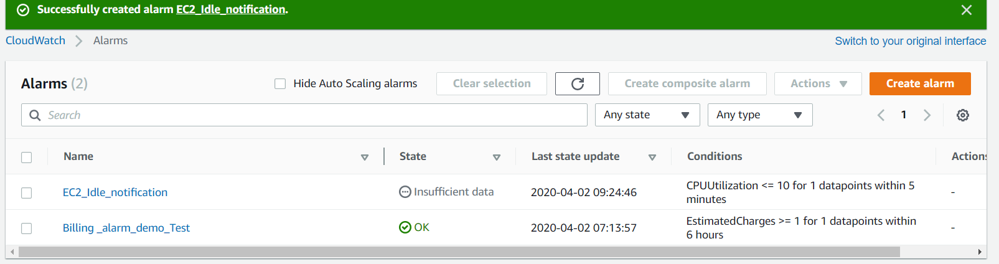 Successfully created alarm EC2_Idle_notification.
CloudWatch Alarms
Switch to your original interface
Alarms (2)
Hide Auto Scaling alarms
Clear selection
Create composite alarm
Actions
Create alarm
Search
Any state
Any type
1
Name State Last state update Conditions Actions
EC2_Idle_notification Insufficient data 2020-04-02 09:24:46 CPUUtilization <= 10 for 1 datapoints within 5
minutes -
Billing _alarm_demo_Test OK 2020-04-02 07:13:57 EstimatedCharges >= 1 for 1 datapoints within
6 hours -